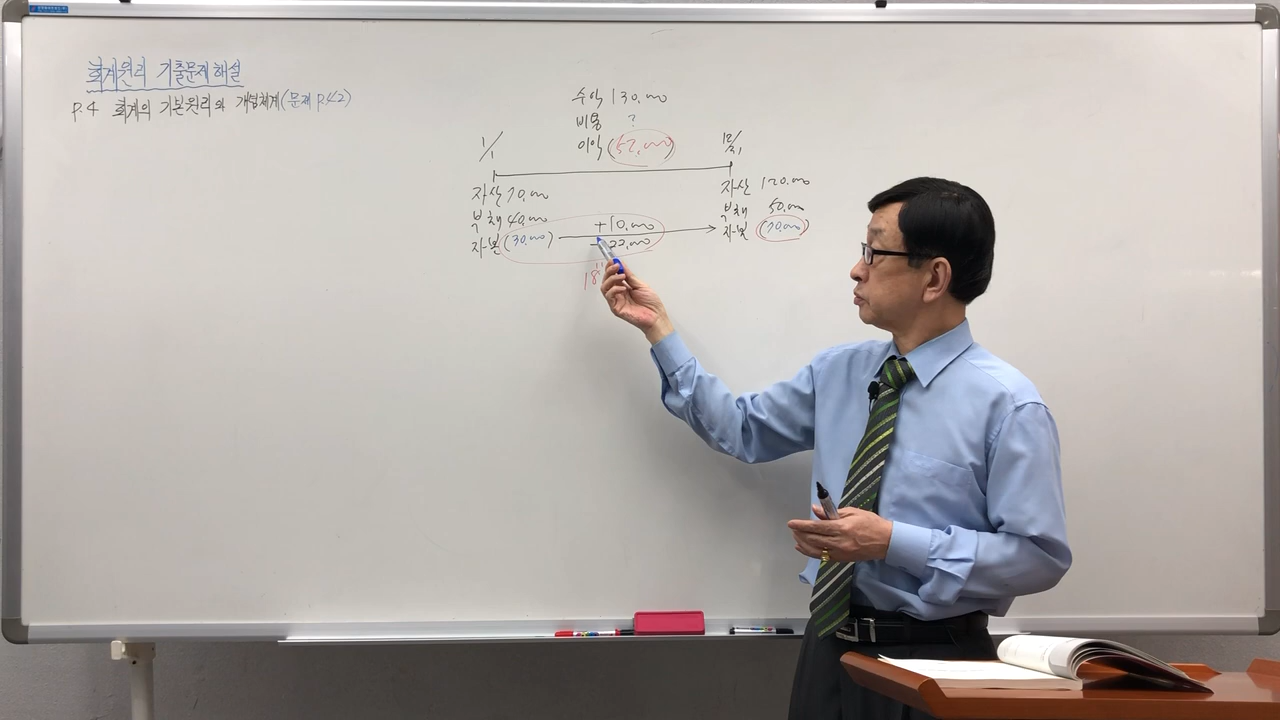 회계원리 기출문제해설
P.4 회계의 기본원리와 개념체계(문제 P.42)
수익 130,000
비용 ?
이익 (52,000)
1/1
12/31
자산 70,000
부채 40,000
자본 (30,000)
+10,000
-22,000
18
자산 120,000
부채 50,000
자본 (70,000)